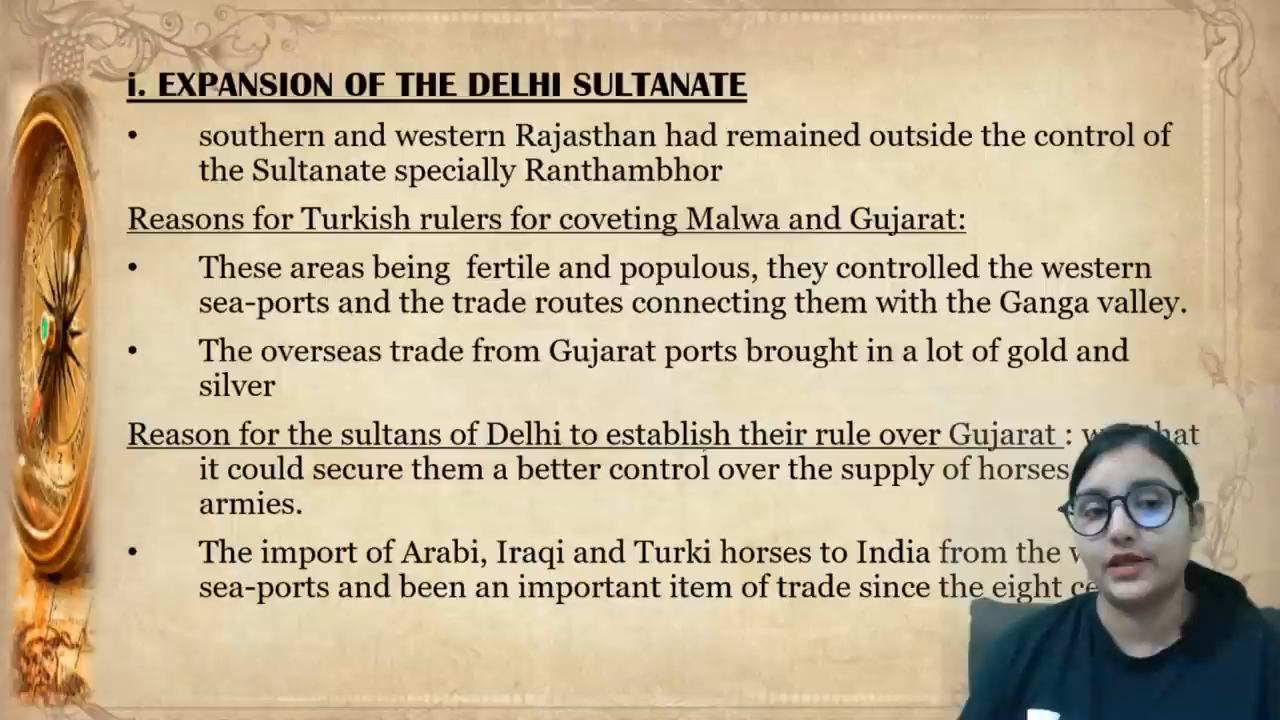 i. EXPANSION OF THE DELHI SULTANATE
• southern and western Rajasthan had remained outside the control of
the Sultanate specially Ranthambhor
Reasons for Turkish rulers for coveting Malwa and Gujarat:
• These areas being fertile and populous, they controlled the western
sea-ports and the trade routes connecting them with the Ganga valley.
• The overseas trade from Gujarat ports brought in a lot of gold and
silver
Reason for the sultans of Delhi to establish their rule over Gujarat :
it could secure them a better control over the supply of horses
armies.
• The import of Arabi, Iraqi and Turki horses to India from the
sea-ports and been an important item of trade since the eight